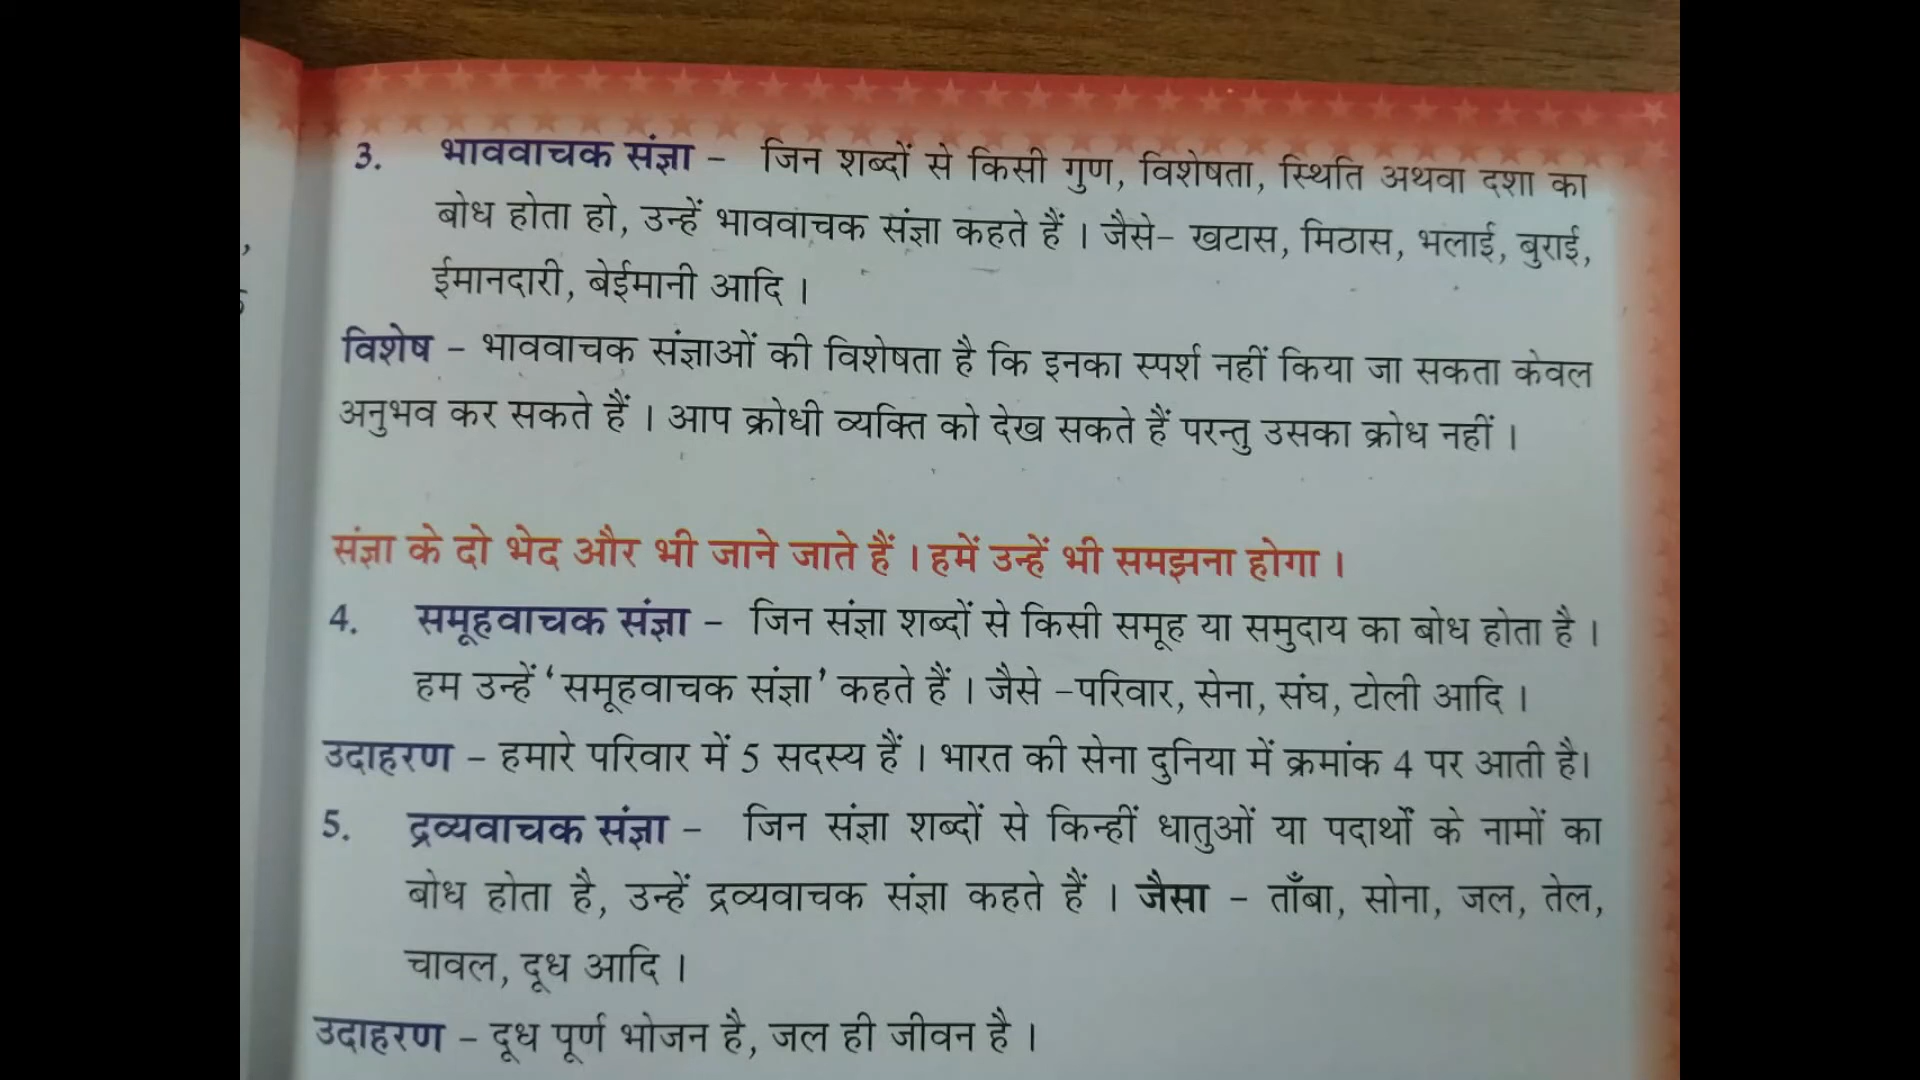 3. भाववाचक संज्ञा – जिन शब्दों से किसी गुण, विशेषता, स्थिति अथवा दशा का
बोध होता हो, उन्हें भाववाचक संज्ञा कहते हैं । जैसे– खटास, मिठास, भलाई, बुराई,
ईमानदारी, बेईमानी आदि ।
विशेष – भाववाचक संज्ञाओं की विशेषता है कि इनका स्पर्श नहीं किया जा सकता केवल
अनुभव कर सकते हैं । आप क्रोधी व्यक्ति को देख सकते हैं परन्तु उसका क्रोध नहीं ।
संज्ञा के दो भेद और भी जाने जाते हैं । हमें उन्हें भी समझना होगा ।
4. समूहवाचक संज्ञा – जिन संज्ञा शब्दों से किसी समूह या समुदाय का बोध होता है ।
हम उन्हें ‘समूहवाचक संज्ञा’ कहते हैं । जैसे –परिवार, सेना, संघ, टोली आदि ।
उदाहरण – हमारे परिवार में 5 सदस्य हैं । भारत की सेना दुनिया में क्रमांक 4 पर आती है।
5. द्रव्यवाचक संज्ञा – जिन संज्ञा शब्दों से किन्हीं धातुओं या पदार्थों के नामों का
बोध होता है, उन्हें द्रव्यवाचक संज्ञा कहते हैं । जैसा – ताँबा, सोना, जल, तेल,
चावल, दूध आदि ।
उदाहरण – दूध पूर्ण भोजन है, जल ही जीवन है ।